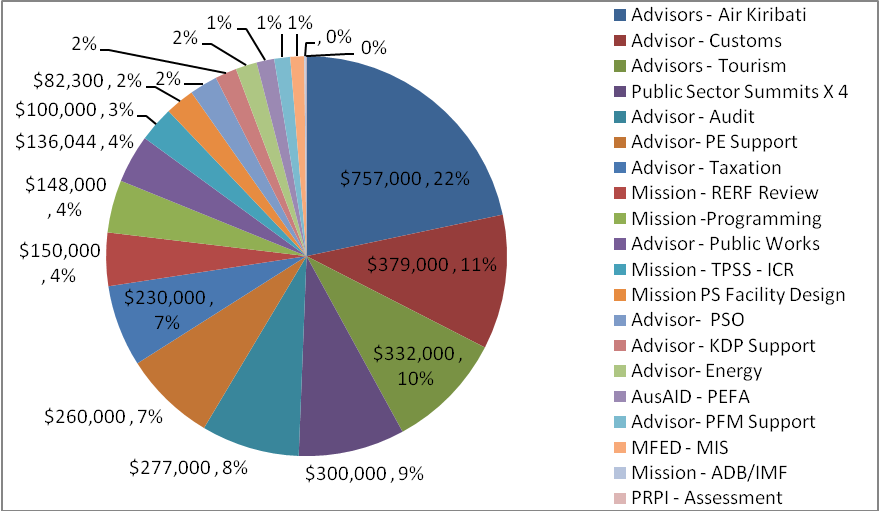 1%
1%
, 0%
0%
2%
2%
$82,300 , 2%
2%
$100,000 , 3%
$136,044 , 4%
$148,000
, 4%
$150,000
, 4%
$230,000 ,
7%
$260,000 , 7%
$277,000 , 8%
$300,000 , 9%
$332,000 ,
10%
$379,000 , 11%
$757,000 , 22%
Advisors - Air Kiribati
Advisor - Customs
Advisors - Tourism
Public Sector Summits X 4
Advisor - Audit
Advisor - PE Support
Advisor - Taxation
Mission - RERF Review
Mission -Programming
Advisor - Public Works
Mission - TPSS - ICR
Mission PS Facility Design
Advisor- PSO
Advisor - KDP Support
Advisor- Energy
AusAID - PEFA
Advisor- PFM Support
MFED - MIS
Mission - ADB/IMF
PRPI - Assessment